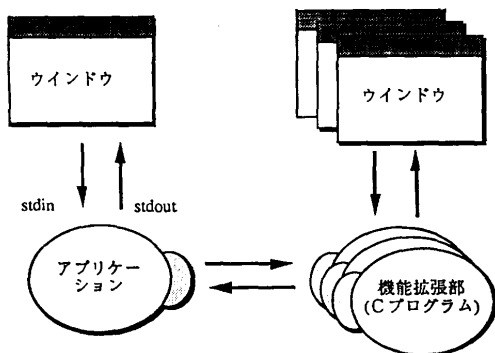 ウインドウ
ウインドウ
stdin
stdout
アプリケー
ション
機能拡張部
(Cプログラム)